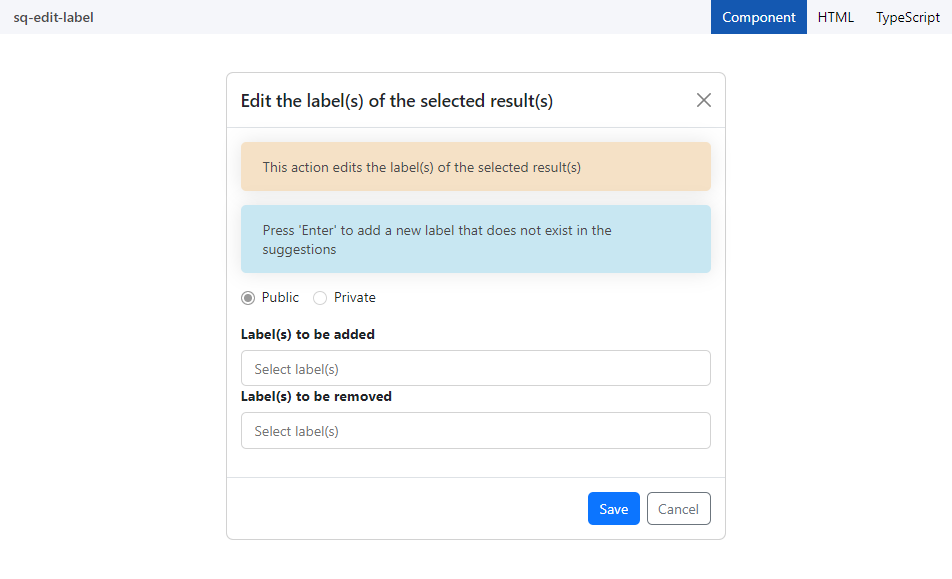 sq-edit-label
Component
HTML
TypeScript
Edit the label(s) of the selected result(s)
This action edits the label(s) of the selected result(s)
Press 'Enter' to add a new label that does not exist in the
suggestions
Public
Private
Label(s) to be added
Select label(s)
Label(s) to be removed
Select label(s)
Save
Cancel